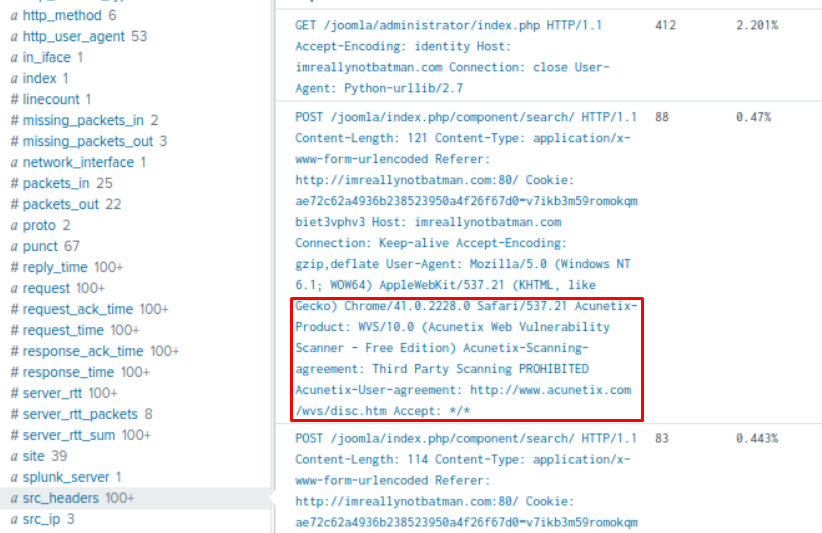 a http_method 6
a http_user_agent 53
a in_iface 1
a index 1
# linecount 1
# missing_packets_in 2
# missing_packets_out 3
a network_interface 1
# packets_in 25
# packets_out 22
a proto 2
a punct 67
# reply_time 100+
a request 100+
# request_ack_time 100+
# request_time 100+
# response_ack_time 100+
# response_time 100+
# server_rtt 100+
# server_rtt_packets 8
# server_rtt_sum 100+
a site 39
a splunk_server 1
a src_headers 100+
a src_ip 3
GET /joomla/administrator/index.php HTTP/1.1 412 2.201%
Accept-Encoding: identity Host:
imreallynotbatman.com Connection: close User-
Agent: Python-urllib/2.7
POST /joomla/index.php/component/search/ HTTP/1.1 88 0.47%
Content-Length: 121 Content-Type: application/x-
www-form-urlencoded Referer:
http://imreallynotbatman.com:80/ Cookie:
ae72c62a4936b238523950a4f26f67d0=v7ikb3m59romokqm
biet3vphv3 Host: imreallynotbatman.com
Connection: Keep-alive Accept-Encoding:
gzip,deflate User-Agent: Mozilla/5.0 (Windows NT
6.1; WOW64) AppleWebKit/537.21 (KHTML, like
Gecko) Chrome/41.0.2228.0 Safari/537.21 Acunetix-
Product: WVS/10.0 (Acunetix Web Vulnerability
Scanner - Free Edition) Acunetix-Scanning-
agreement: Third Party Scanning PROHIBITED
Acunetix-User-agreement: http://www.acunetix.com
/wvs/disc.htm Accept: */*
POST /joomla/index.php/component/search/ HTTP/1.1 83 0.443%
Content-Length: 114 Content-Type: application/x-
www-form-urlencoded Referer:
http://imreallynotbatman.com:80/ Cookie:
ae72c62a4936b238523950a4f26f67d0=v7ikb3m59romokqm